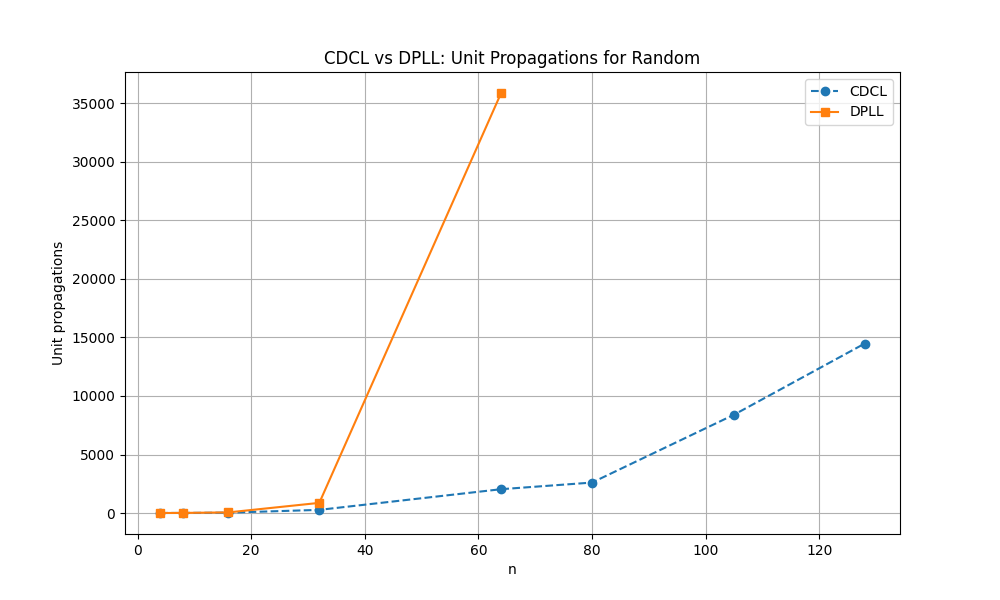 CDCL vs DPLL: Unit Propagations for Random
CDCL
DPLL
35000
30000
25000
20000
15000
10000
5000
0
Unit propagations
0 20 40 60 80 100 120
n